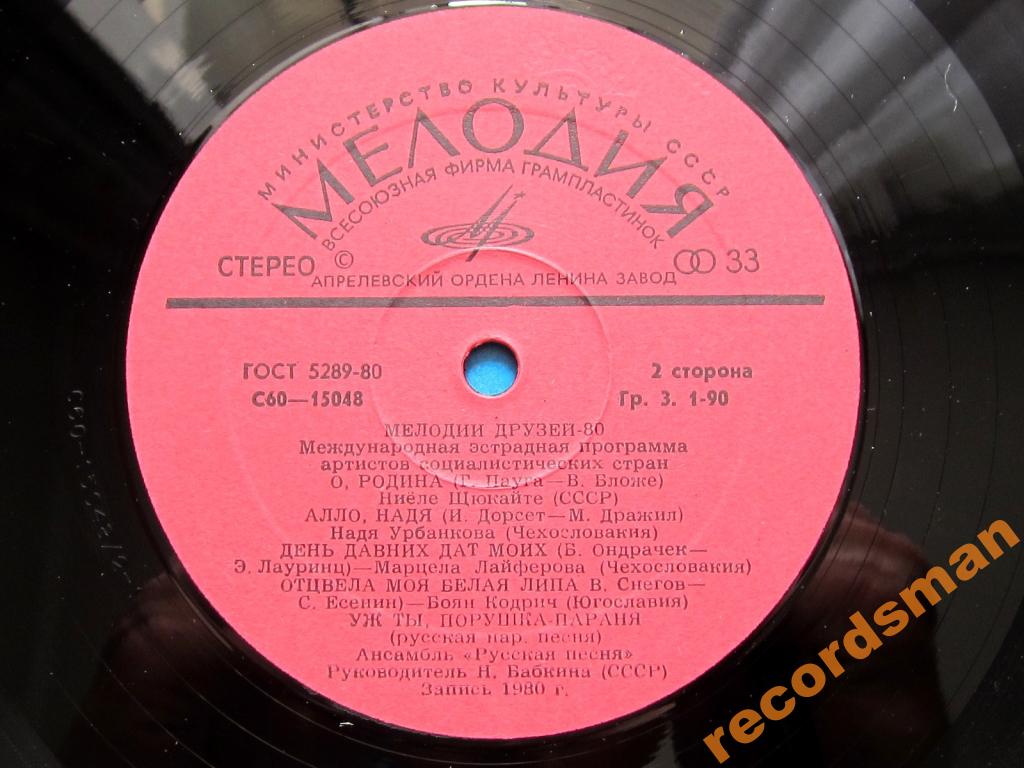 МИНИСТЕРСТВО КУЛЬТУРЫ СССР
МЕЛОДИЯ
ВСЕСОЮЗНАЯ ФИРМА ГРАМПЛАСТИНОК
СТЕРЕО © 33
АПРЕЛЕВСКИЙ ОРДЕНА ЛЕНИНА ЗАВОД
ГОСТ 5289-80 2 сторона
С60—15048 Гр. 3. 1-90
МЕЛОДИИ ДРУЗЕЙ-80
Международная эстрадная программа
артистов социалистических стран
О, РОДИНА (Г. Паута—В. Бложе)
Ниёле Щюкайте (СССР)
АЛЛО, НАДЯ (И. Дорсет—М. Дражил)
Надя Урбанкова (Чехословакия)
ДЕНЬ ДАВНИХ ДАТ МОИХ (Б. Ондрачек—
Э. Лауринц)—Марцела Лайферова (Чехословакия)
ОТЦВЕЛА МОЯ БЕЛАЯ ЛИПА В. Снегов—
С. Есенин)—Боян Кодрич (Югославия)
УЖ ТЫ, ПОРУШКА-ПАРАНЯ
(русская нар. песня)
Ансамбль «Русская песня»
Руководитель Н. Бабкина (СССР)
Запись 1980 г.
recordsman